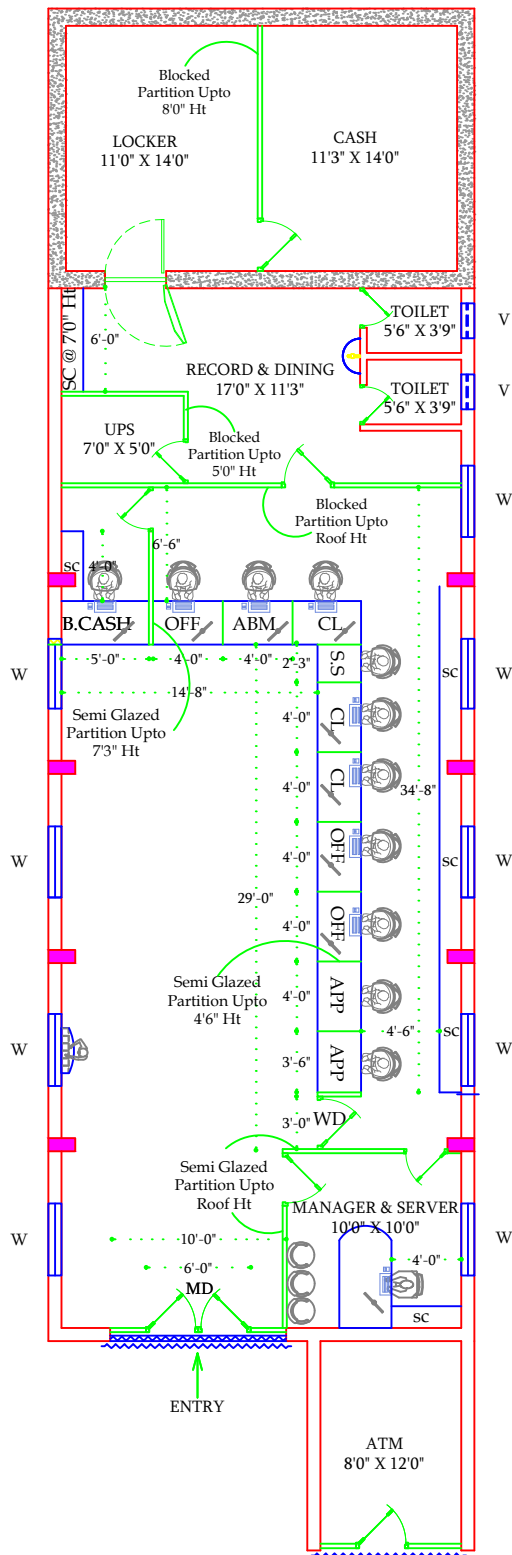 Blocked
Partition Upto
8'0" Ht
LOCKER
11'0" X 14'0"
CASH
11'3" X 14'0"
SC @ 7'0" Ht
6'-0"
TOILET
5'6" X 3'9"
V
RECORD & DINING
17'0" X 11'3"
TOILET
5'6" X 3'9"
V
UPS
7'0" X 5'0"
Blocked
Partition Upto
5'0" Ht
Blocked
Partition Upto
Roof Ht
W
6'-6"
SC
4'-0"
B.CASH
OFF
ABM
CL
5'-0"
4'-0"
4'-0"
2'-3"
S.S
W
14'-8"
SC
W
Semi Glazed
Partition Upto
7'3" Ht
4'-0"
CL
4'-0"
CL
34'-8"
W
4'-0"
OFF
SC
W
29'-0"
4'-0"
OFF
Semi Glazed
Partition Upto
4'6" Ht
4'-0"
APP
W
3'-6"
APP
4'-6"
SC
W
3'-0"
WD
Semi Glazed
Partition Upto
Roof Ht
MANAGER & SERVER
10'0" X 10'0"
W
10'-0"
W
4'-0"
6'-0"
MD
SC
ENTRY
ATM
8'0" X 12'0"